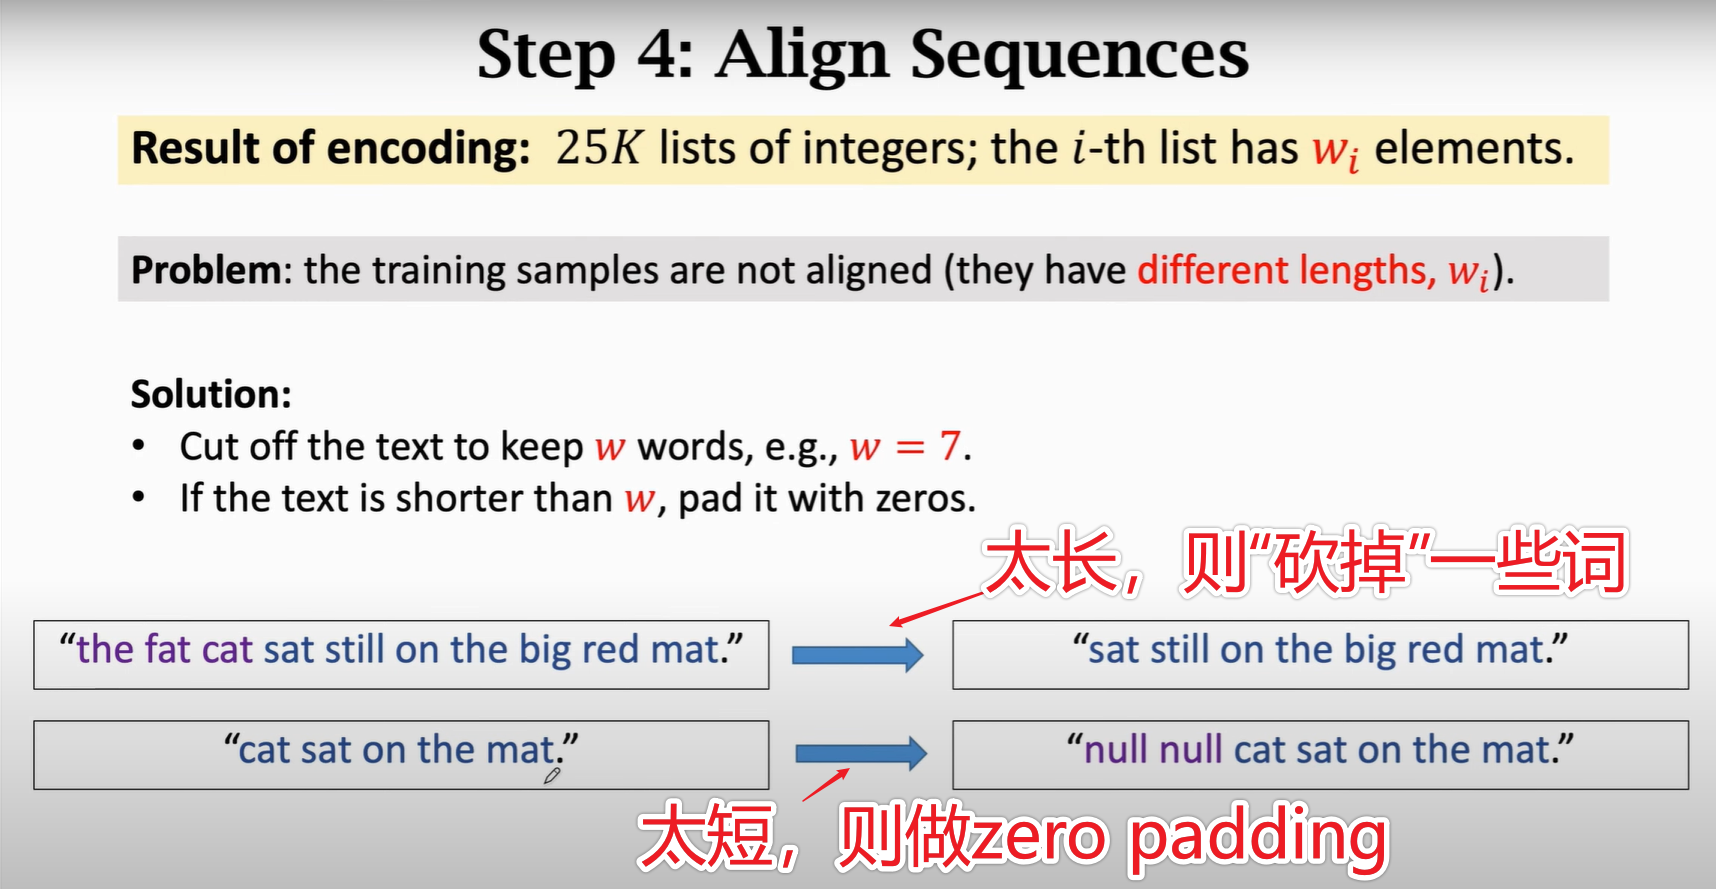 Step 4: Align Sequences
Result of encoding: 25K lists of integers; the i-th list has wᵢ elements.
Problem: the training samples are not aligned (they have different lengths, wᵢ).
Solution:
• Cut off the text to keep w words, e.g., w = 7.
• If the text is shorter than w, pad it with zeros.
太长，则“砍掉”一些词
“the fat cat sat still on the big red mat.”
“sat still on the big red mat.”
“cat sat on the mat.”
“null null cat sat on the mat.”
太短，则做zero padding